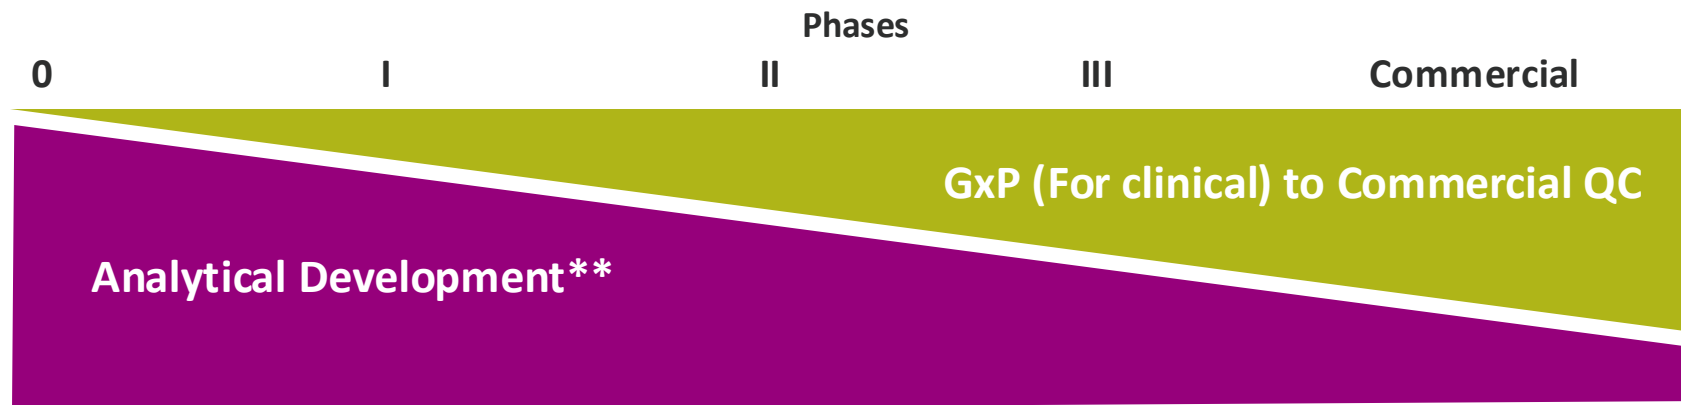 Phases
0 I II III Commercial
GxP (For clinical) to Commercial QC
Analytical Development**